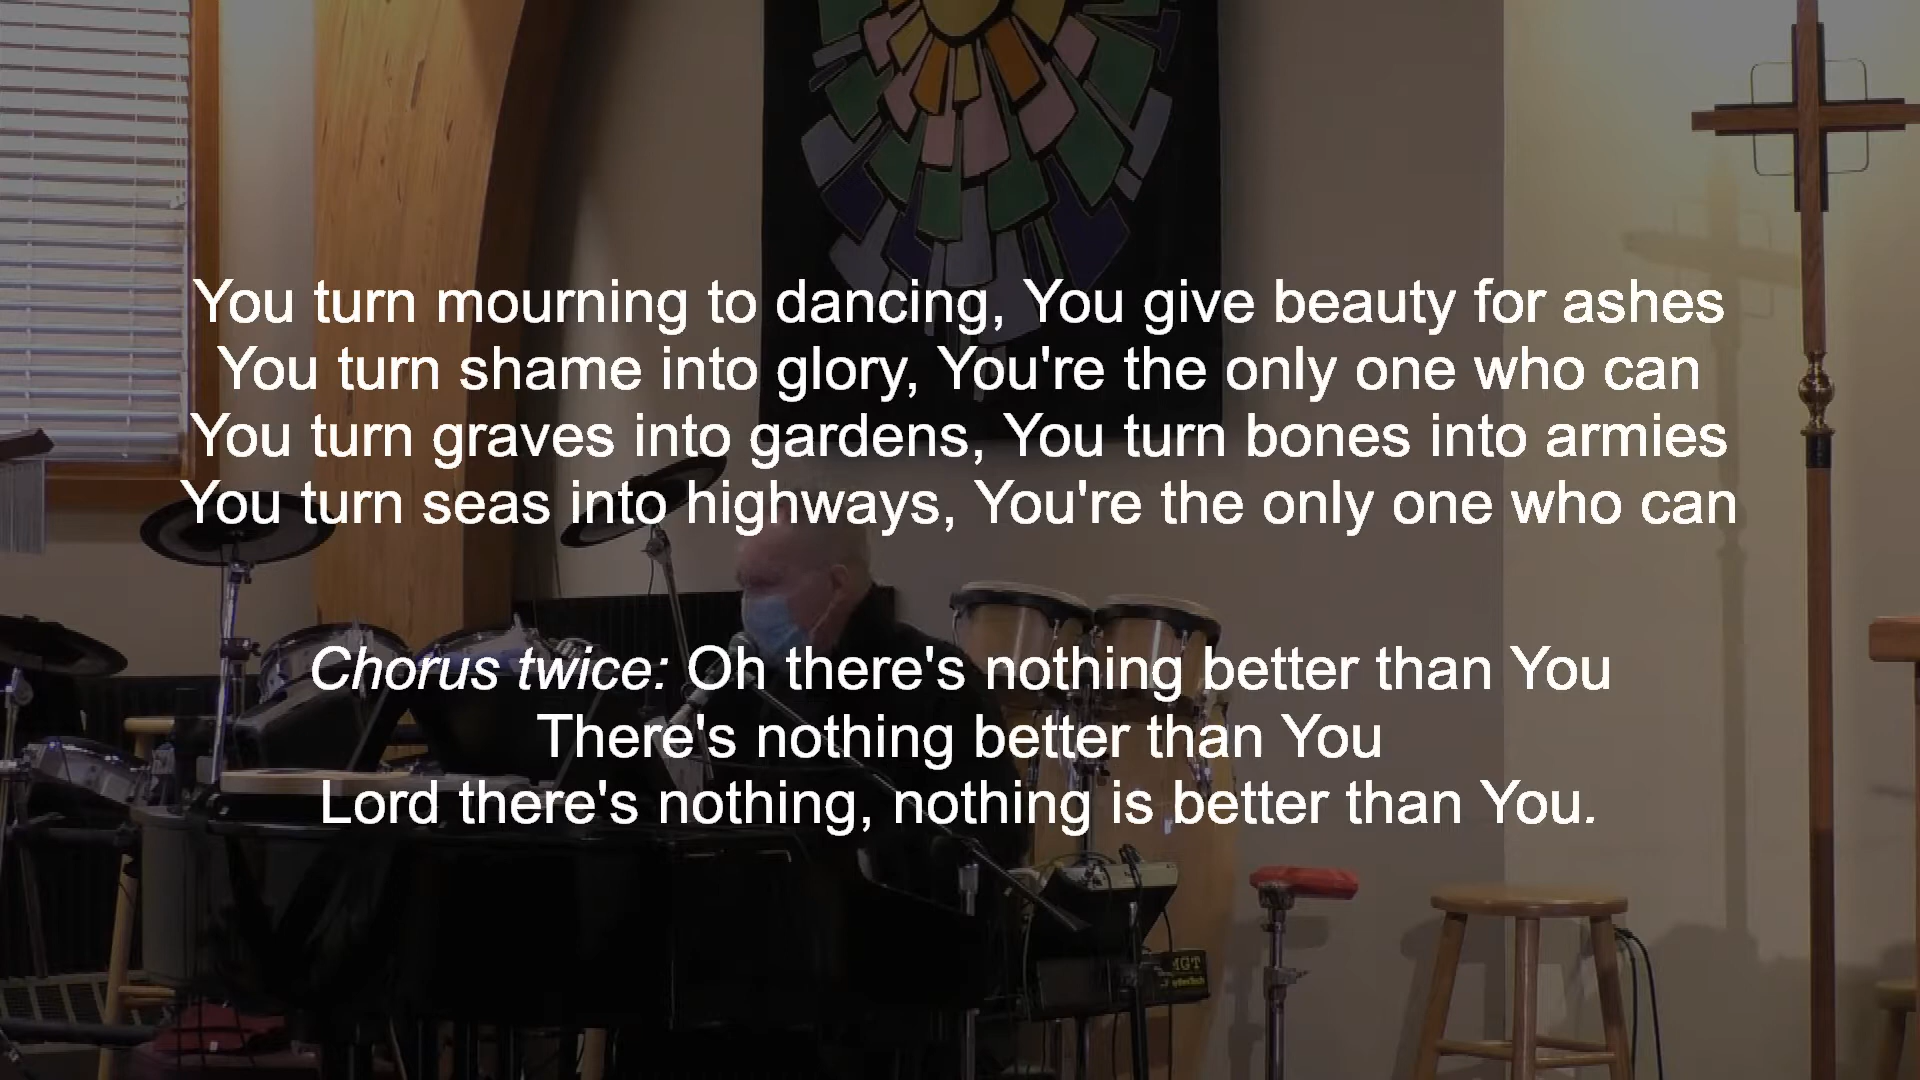 You turn mourning to dancing, You give beauty for ashes
You turn shame into glory, You're the only one who can
You turn graves into gardens, You turn bones into armies
You turn seas into highways, You're the only one who can
Chorus twice: Oh there's nothing better than You
There's nothing better than You
Lord there's nothing, nothing is better than You.
MGT